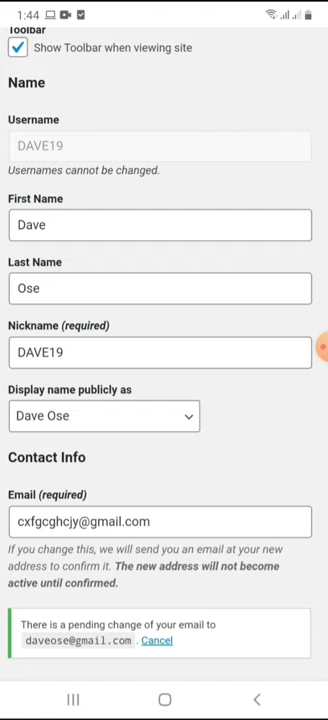 1:44
Toolbar
Show Toolbar when viewing site
Name
Username
DAVE19
Usernames cannot be changed.
First Name
Dave
Last Name
Ose
Nickname (required)
DAVE19
Display name publicly as
Dave Ose
Contact Info
Email (required)
cxfgcghcjy@gmail.com
If you change this, we will send you an email at your new
address to confirm it. The new address will not become
active until confirmed.
There is a pending change of your email to
daveose@gmail.com . Cancel